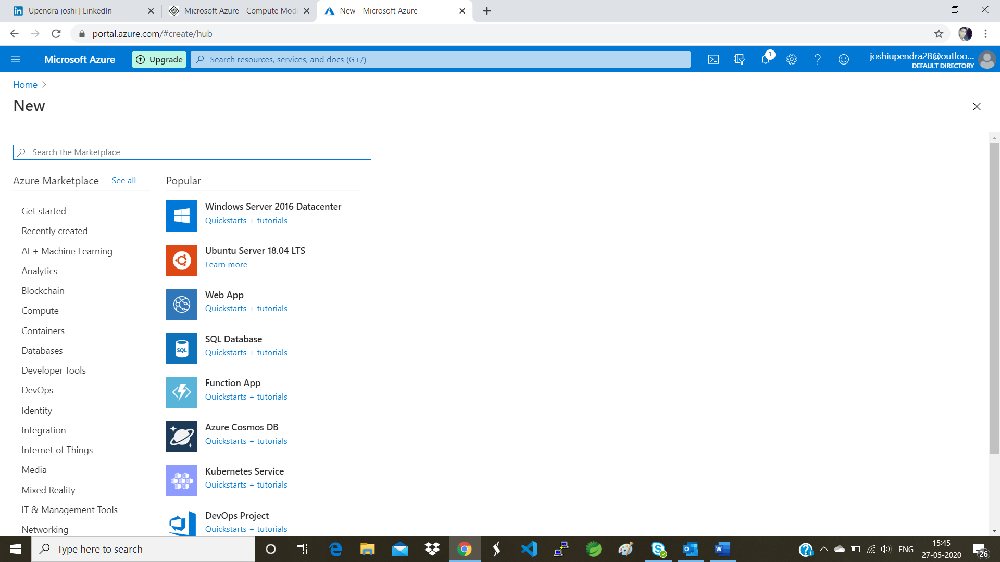 Upendra joshi | LinkedIn
Microsoft Azure - Compute Mod
New - Microsoft Azure
portal.azure.com/#create/hub
Microsoft Azure
Upgrade
Search resources, services, and docs (G+/)
1
joshiupendra28@outloo...
DEFAULT DIRECTORY
Home
New
Search the Marketplace
Azure Marketplace See all
Popular
Get started
Recently created
AI + Machine Learning
Analytics
Blockchain
Compute
Containers
Databases
Developer Tools
DevOps
Identity
Integration
Internet of Things
Media
Mixed Reality
IT & Management Tools
Networking
Windows Server 2016 Datacenter
Quickstarts + tutorials
Ubuntu Server 18.04 LTS
Learn more
Web App
Quickstarts + tutorials
SQL
SQL Database
Quickstarts + tutorials
Function App
Quickstarts + tutorials
Azure Cosmos DB
Quickstarts + tutorials
Kubernetes Service
Quickstarts + tutorials
DevOps Project
Quickstarts + tutorials
Type here to search
ENG
15:45
27-05-2020
26